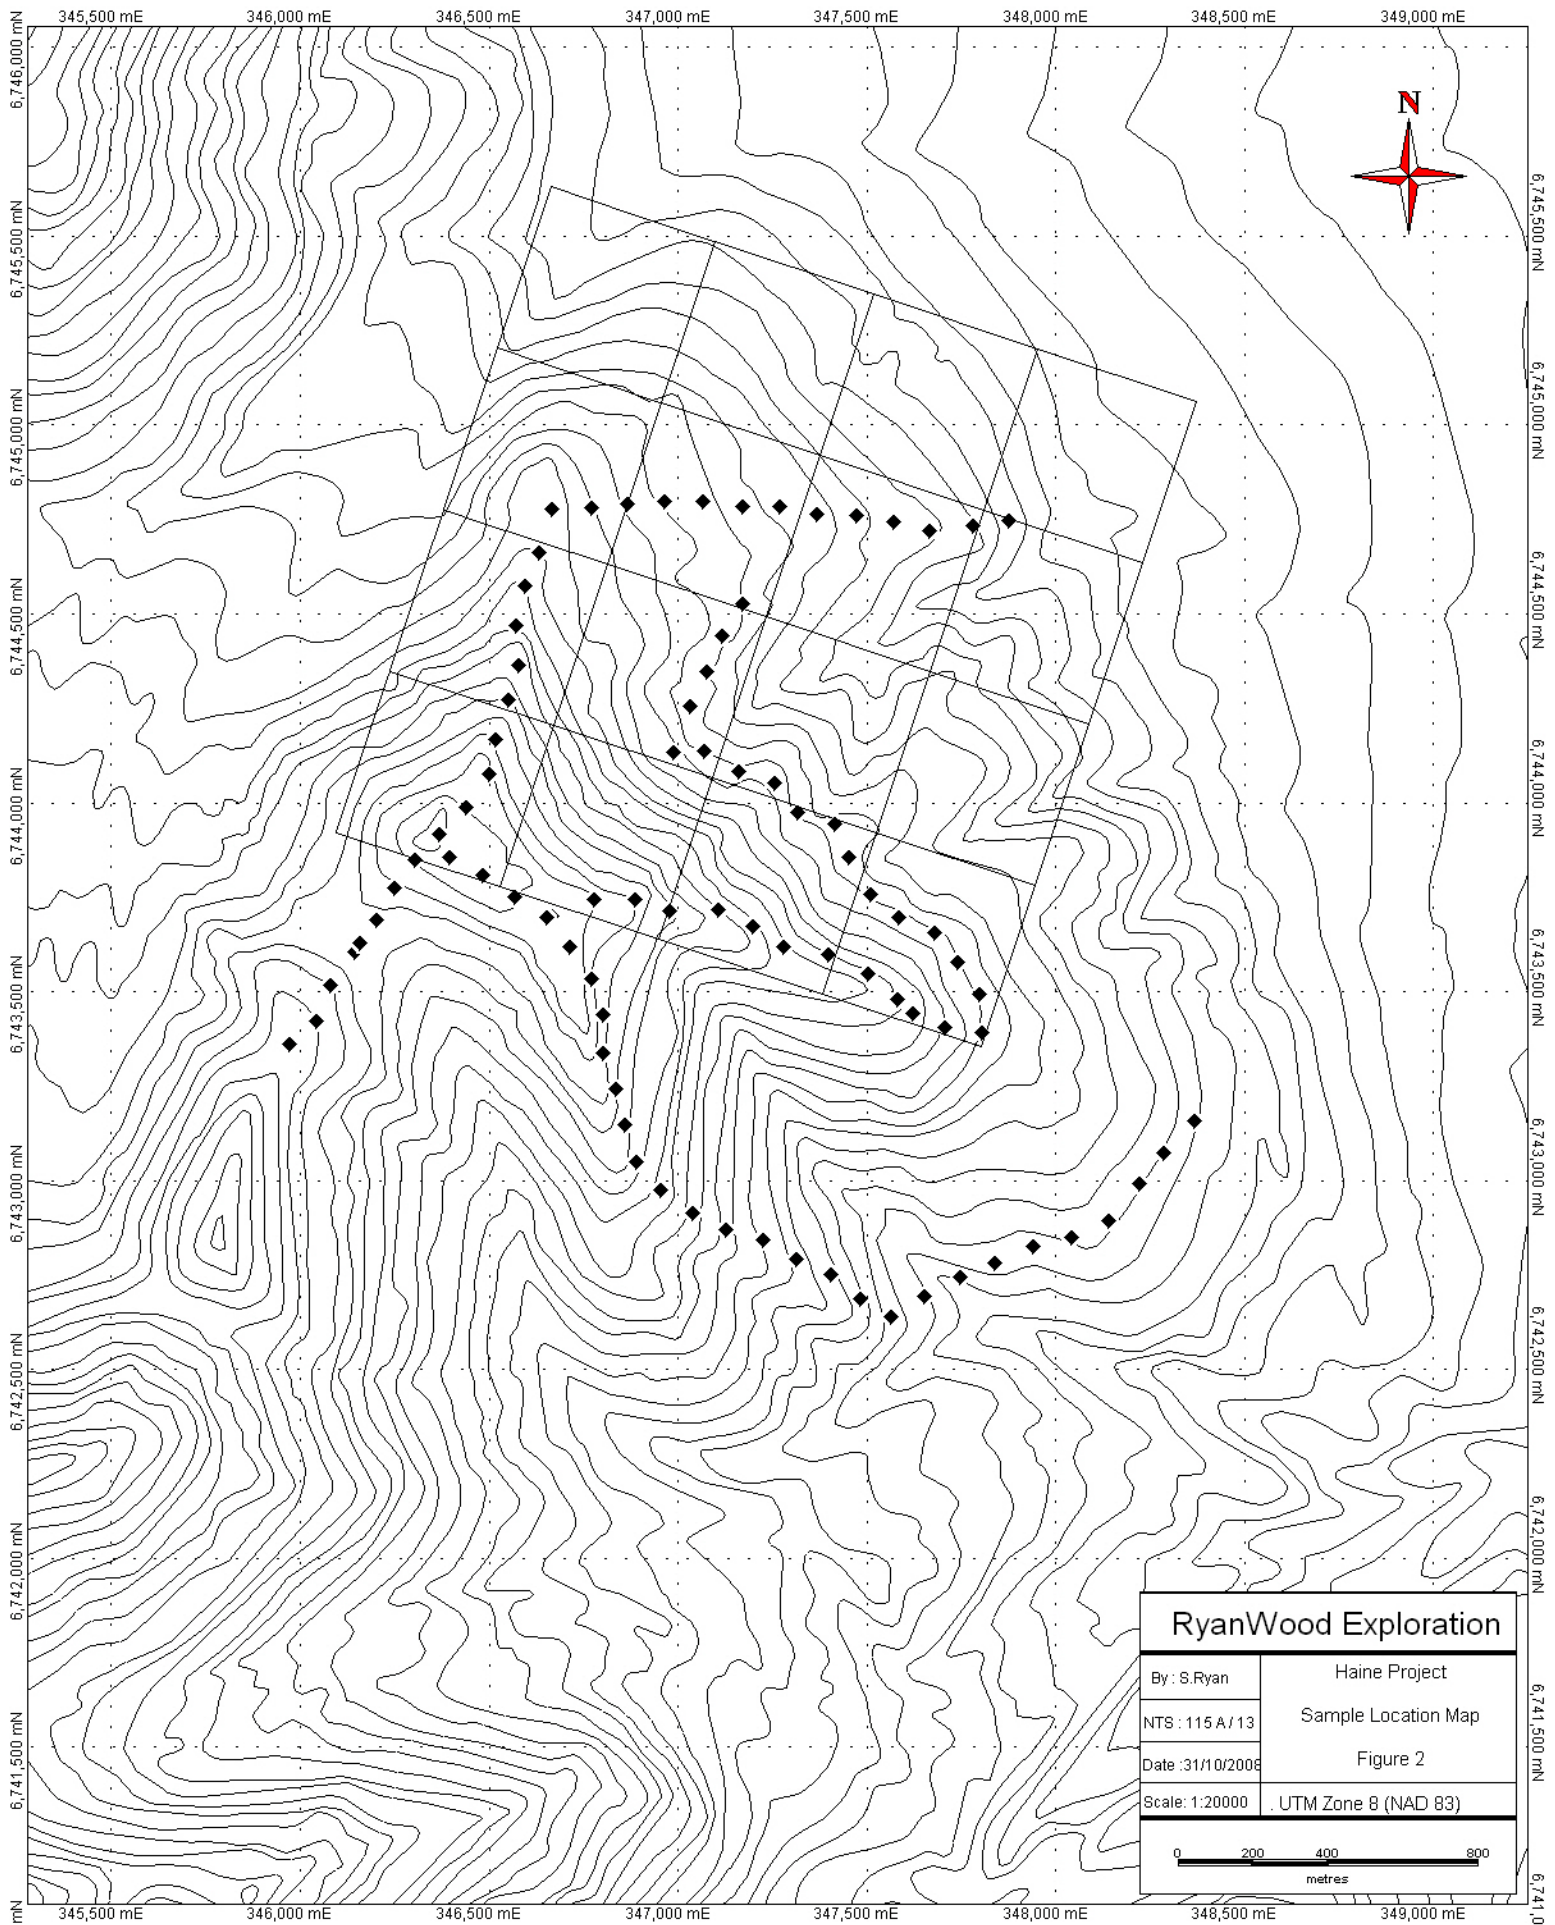 345,500 mE 346,000 mE 346,500 mE 347,000 mE 347,500 mE 348,000 mE 348,500 mE 349,000 mE
N
6,746,000 mN
6,745,500 mN
6,745,000 mN
6,744,500 mN
6,744,000 mN
6,743,500 mN
6,743,000 mN
6,742,500 mN
6,742,000 mN
6,741,500 mN
mN
6,745,500 mN
6,745,000 mN
6,744,500 mN
6,744,000 mN
6,743,500 mN
6,743,000 mN
6,742,500 mN
6,742,000 mN
6,741,500 mN
6,741,0
RyanWood Exploration
By : S.Ryan
Haine Project
NTS : 115 A / 13
Sample Location Map
Date :31/10/2008
Figure 2
Scale: 1:20000
. UTM Zone 8 (NAD 83)
0 200 400 800
metres
345,500 mE 346,000 mE 346,500 mE 347,000 mE 347,500 mE 348,000 mE 348,500 mE 349,000 mE